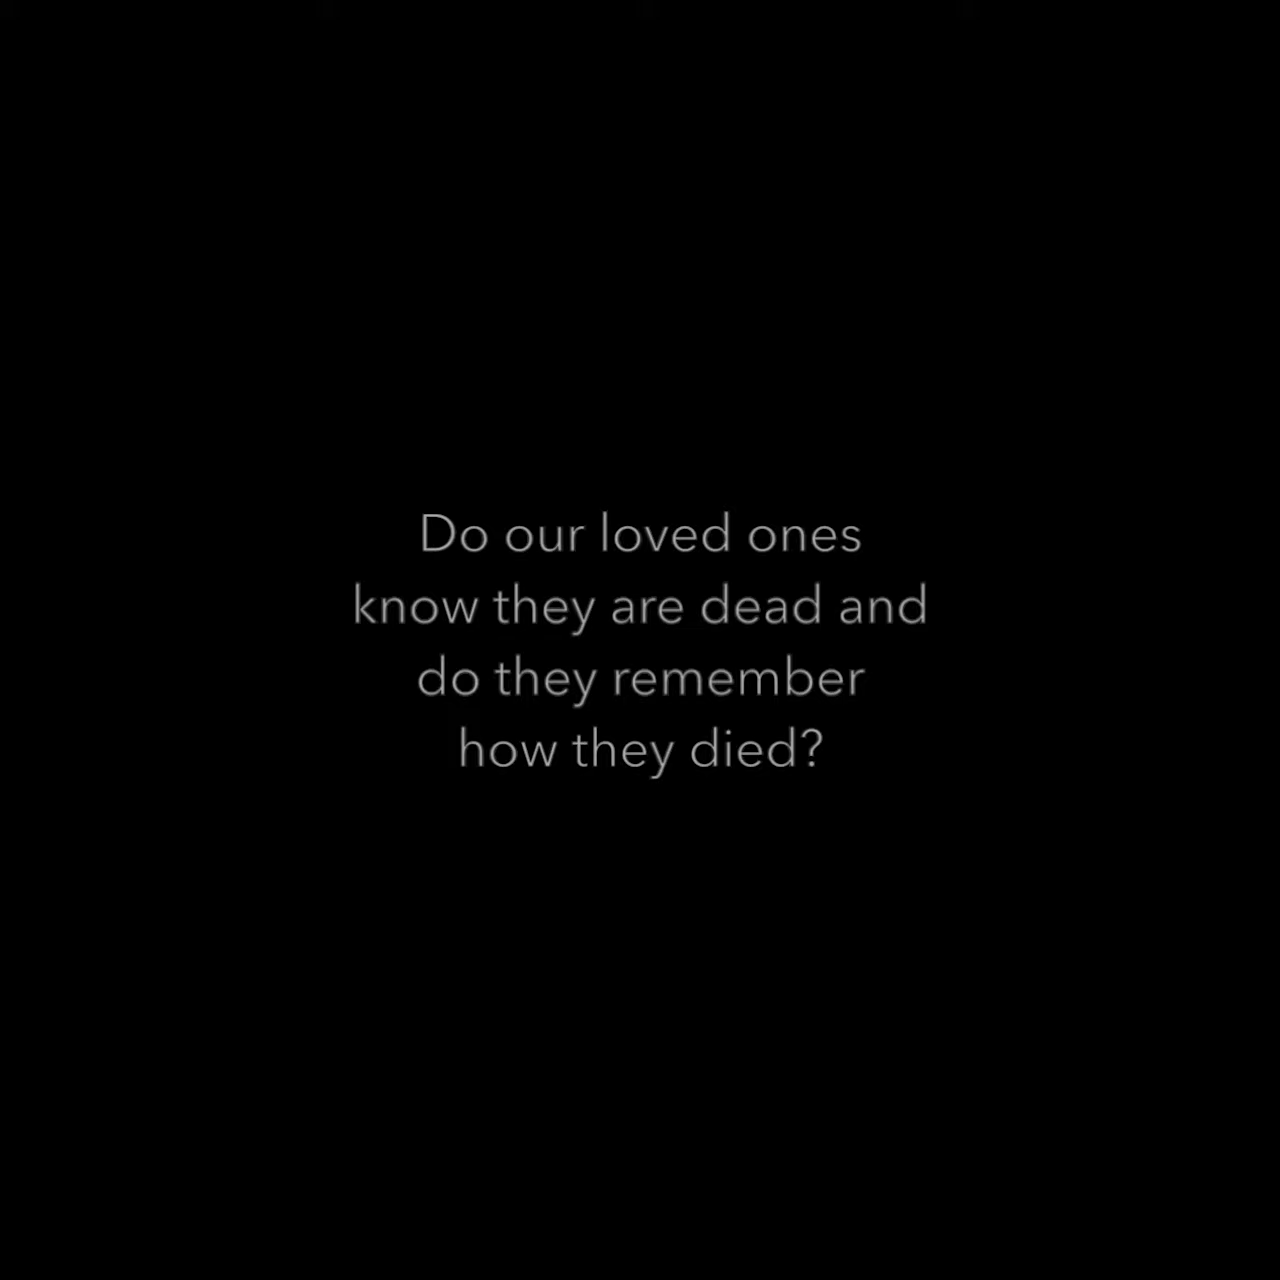 Do our loved ones
know they are dead and
do they remember
how they died?